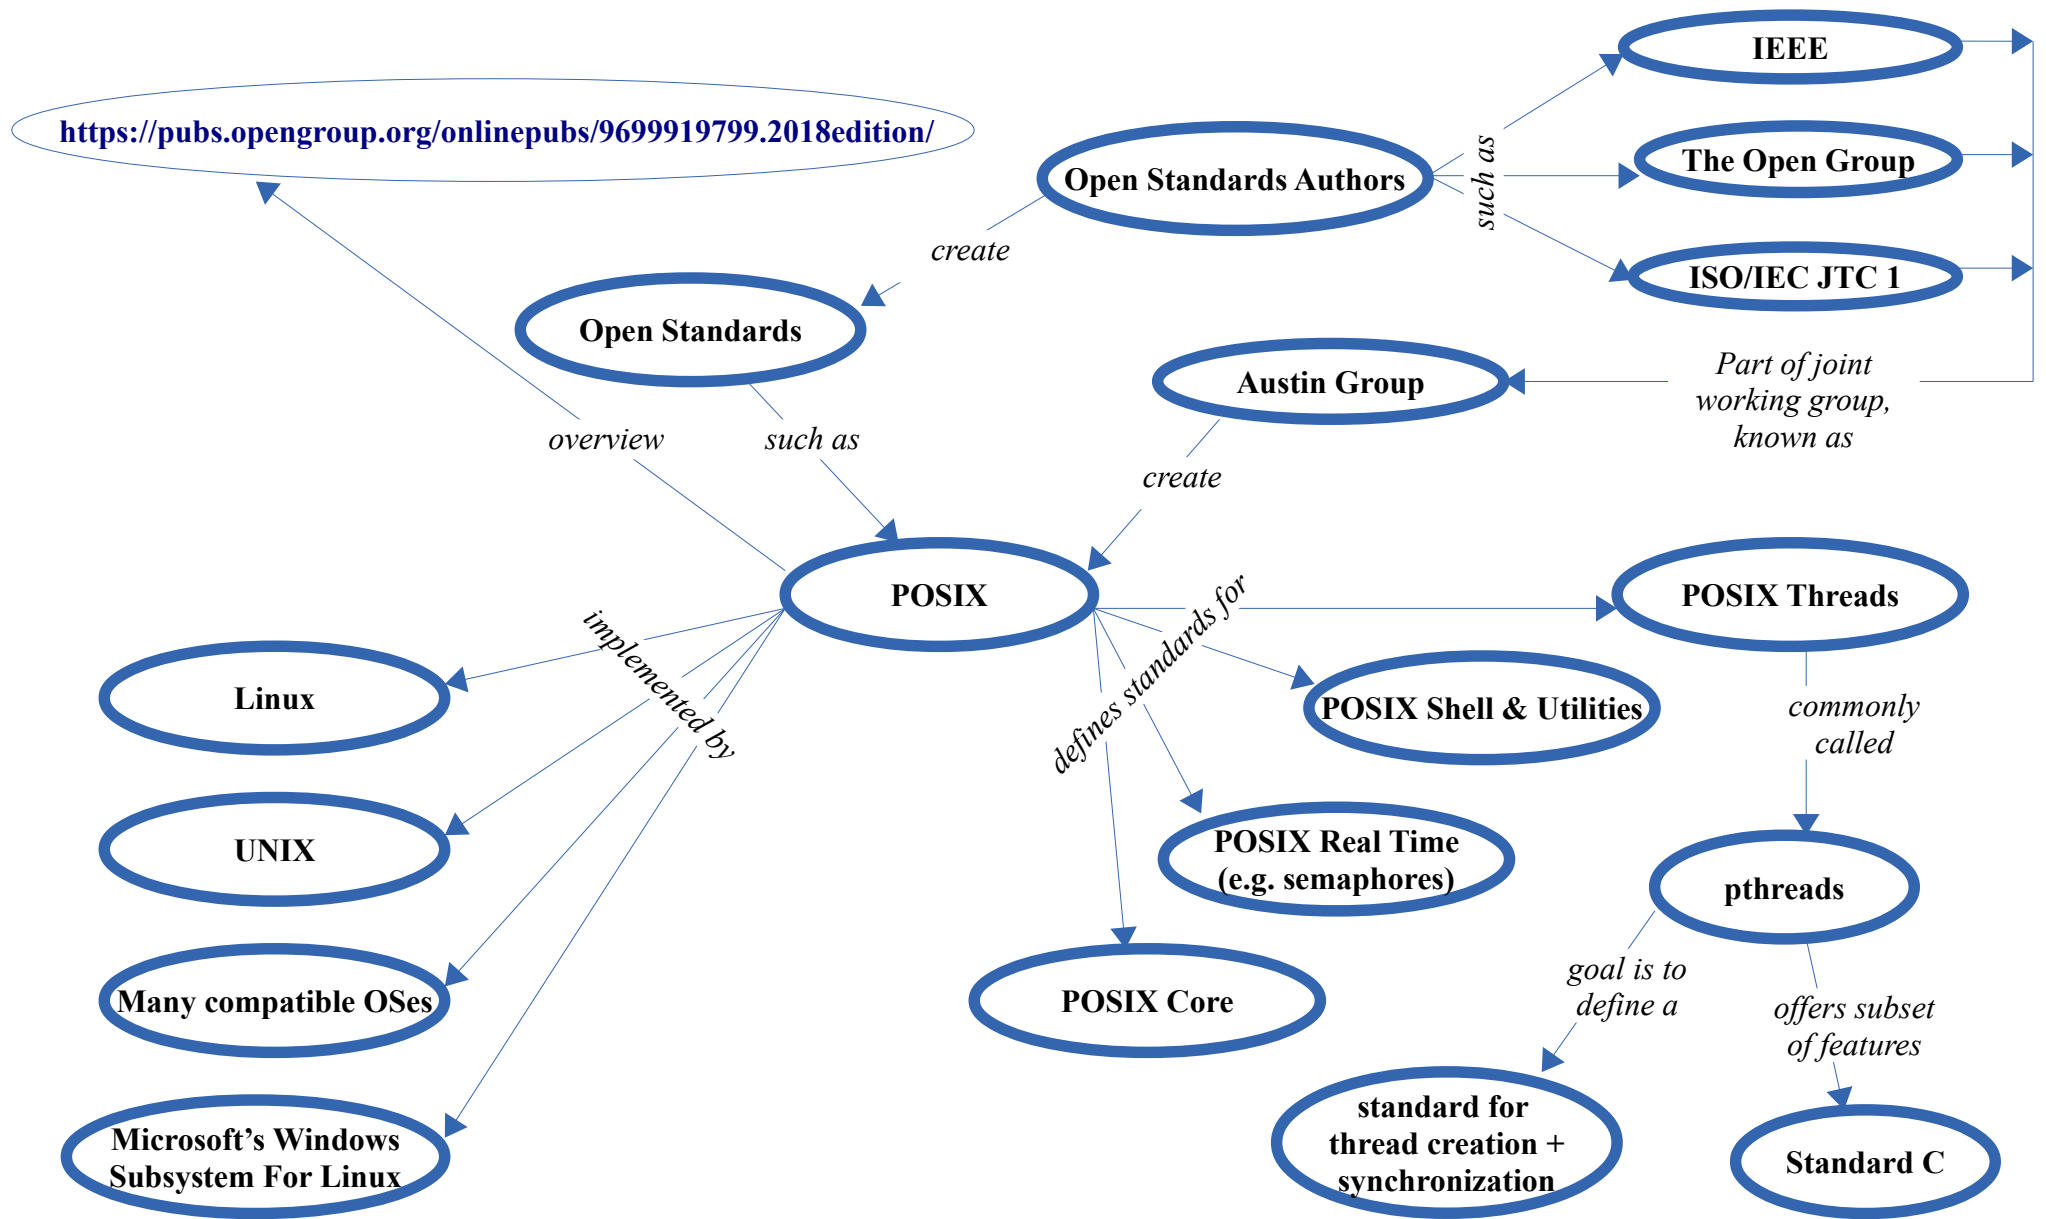 IEEE
https://pubs.opengroup.org/onlinepubs/9699919799.2018edition/
Open Standards Authors
such as
The Open Group
ISO/IEC JTC 1
create
Open Standards
Austin Group
Part of joint
working group,
known as
overview
such as
create
POSIX
POSIX Threads
implemented by
defines standards for
Linux
POSIX Shell & Utilities
commonly
called
UNIX
POSIX Real Time
(e.g. semaphores)
pthreads
Many compatible OSes
POSIX Core
goal is to
define a
offers subset
of features
Microsoft’s Windows
Subsystem For Linux
standard for
thread creation +
synchronization
Standard C